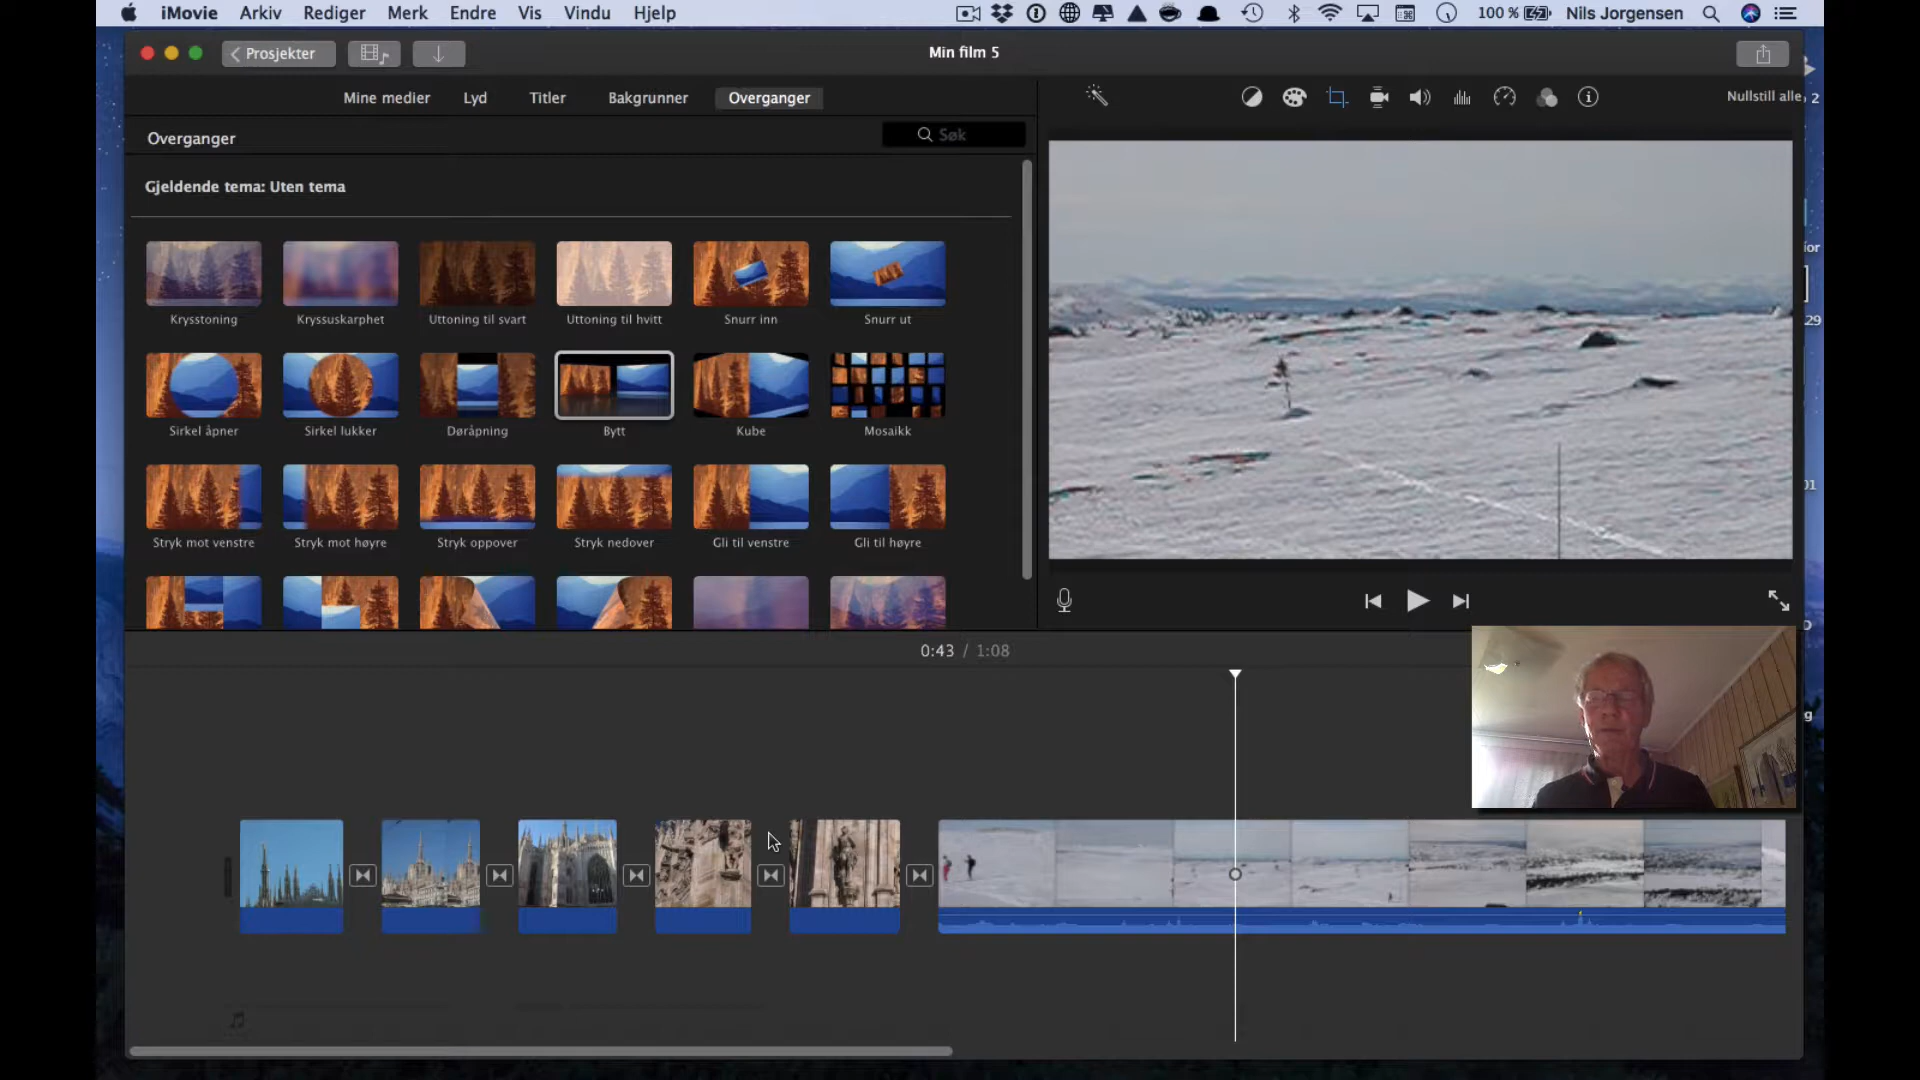 iMovie Arkiv Rediger Merk Endre Vis Vindu Hjelp 100 % Nils Jorgensen
Prosjekter
Min film 5
Mine medier Lyd Titler Bakgrunner Overganger
Nullstill alle
2
Overganger
Søk
Gjeldende tema: Uten tema
Krysstoning Kryssuskarphet Uttoning til svart Uttoning til hvitt Snurr inn Snurr ut
Sirkel åpner Sirkel lukker Døråpning Bytt Kube Mosaikk
Stryk mot venstre Stryk mot høyre Stryk oppover Stryk nedover Gli til venstre Gli til høyre
0:43 / 1:08